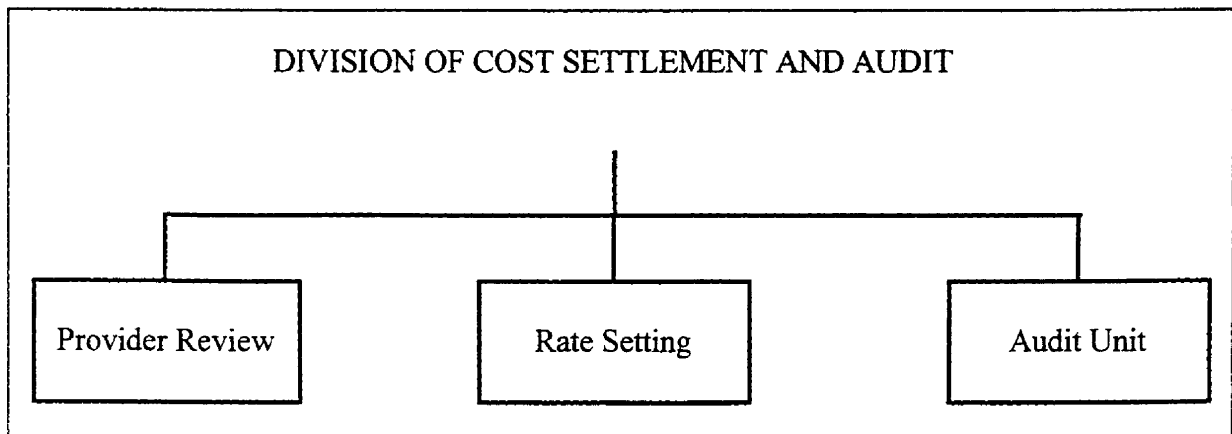 DIVISION OF COST SETTLEMENT AND AUDIT
Provider Review
Rate Setting
Audit Unit